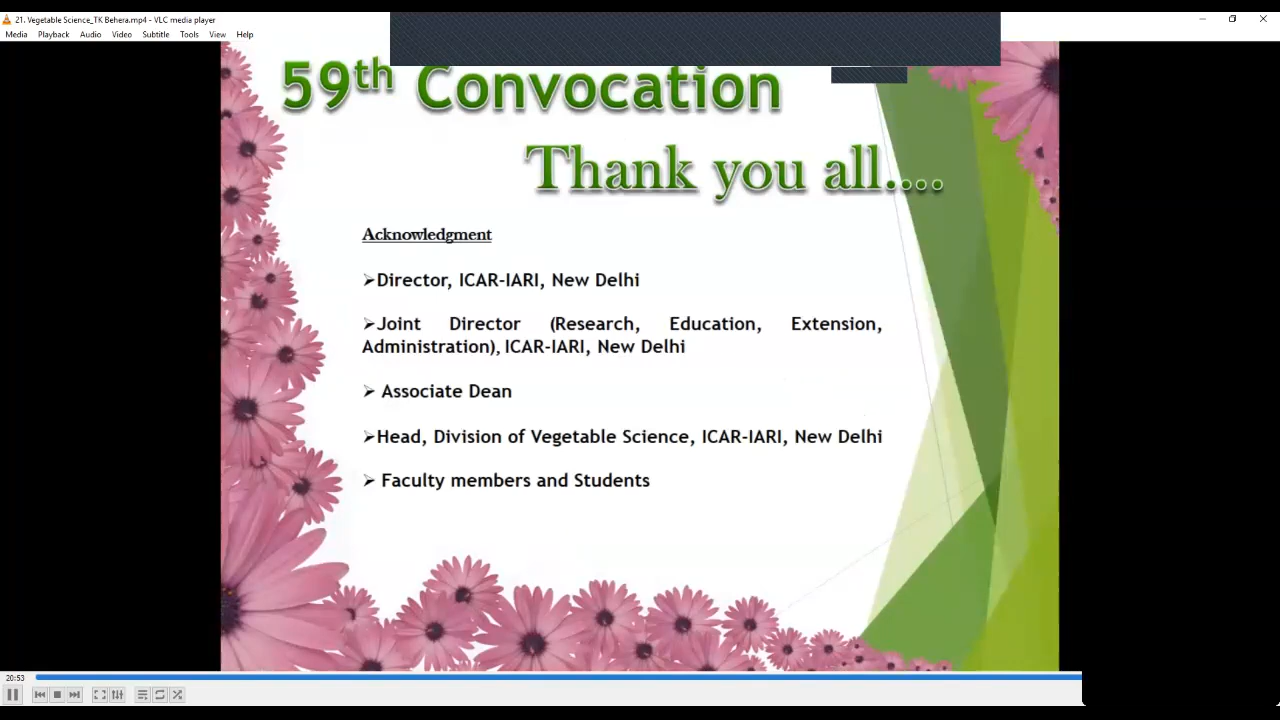 21. Vegetable Science_TK Behera.mp4 - VLC media player
Media Playback Audio Video Subtitle Tools View Help
59th Convocation
Thank you all....
Acknowledgment
➢Director, ICAR-IARI, New Delhi
➢Joint Director (Research, Education, Extension,
Administration), ICAR-IARI, New Delhi
➢ Associate Dean
➢Head, Division of Vegetable Science, ICAR-IARI, New Delhi
➢ Faculty members and Students
20:53